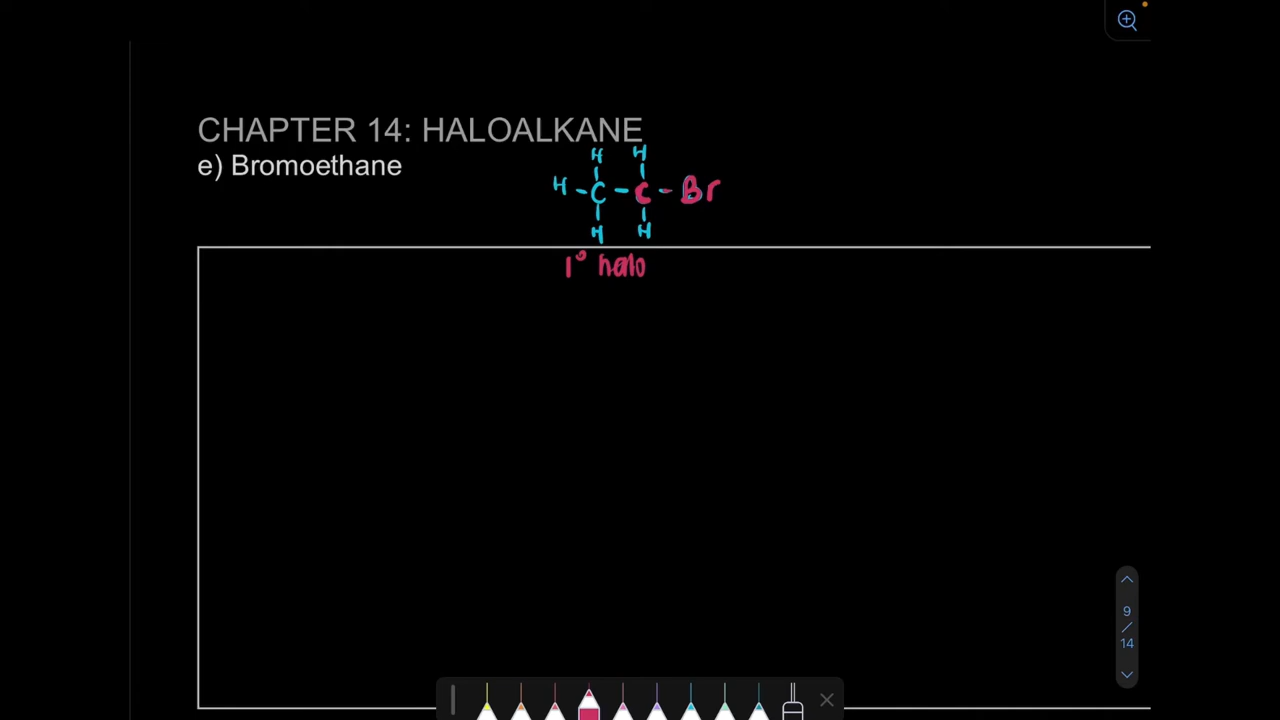 CHAPTER 14: HALOALKANE
e) Bromoethane
H H
H - C - C - Br
H H
1° halo
9
/
14